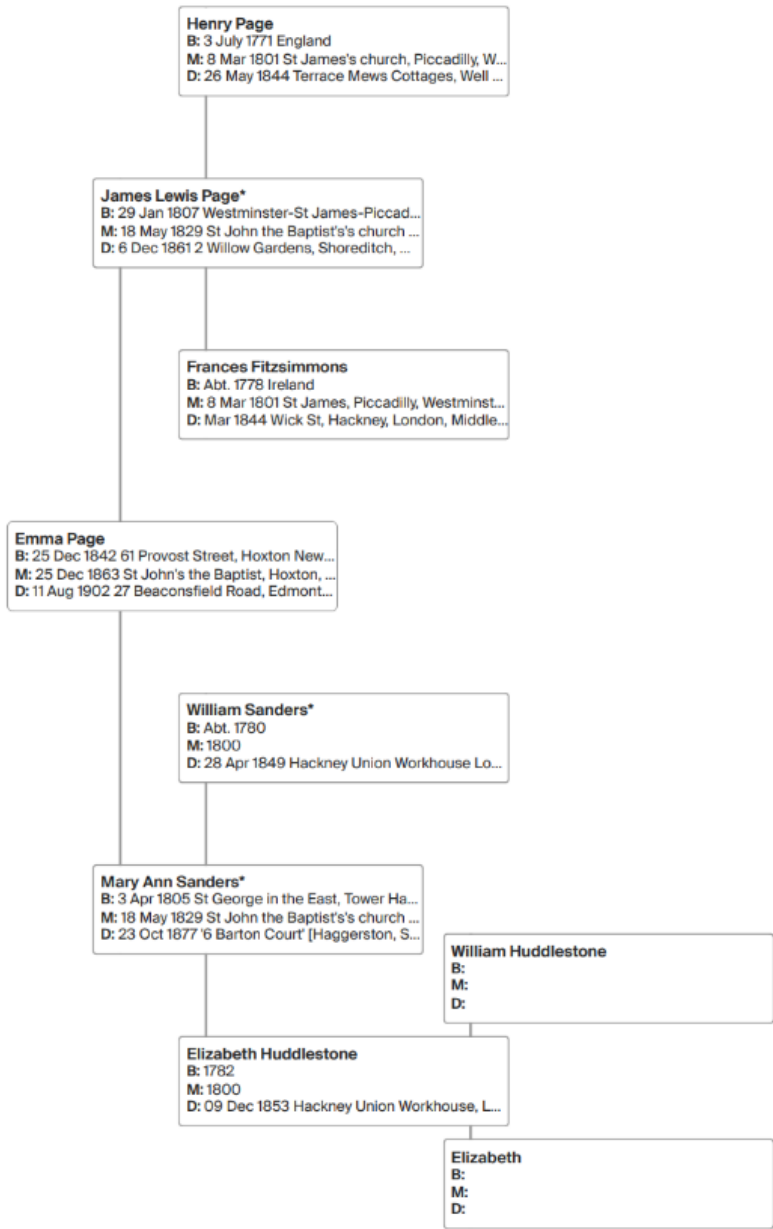 Henry Page
B: 3 July 1771 England
M: 8 Mar 1801 St James's church, Piccadilly, W...
D: 26 May 1844 Terrace Mews Cottages, Well ...
James Lewis Page*
B: 29 Jan 1807 Westminster-St James-Piccad...
M: 18 May 1829 St John the Baptist's's church ...
D: 6 Dec 1861 2 Willow Gardens, Shoreditch, ...
Frances Fitzsimmons
B: Abt. 1778 Ireland
M: 8 Mar 1801 St James, Piccadilly, Westminst...
D: Mar 1844 Wick St, Hackney, London, Middle...
Emma Page
B: 25 Dec 1842 61 Provost Street, Hoxton New...
M: 25 Dec 1863 St John's the Baptist, Hoxton, ...
D: 11 Aug 1902 27 Beaconsfield Road, Edmont...
William Sanders*
B: Abt. 1780
M: 1800
D: 28 Apr 1849 Hackney Union Workhouse Lo...
Mary Ann Sanders*
B: 3 Apr 1805 St George in the East, Tower Ha...
M: 18 May 1829 St John the Baptist's's church ...
D: 23 Oct 1877 '6 Barton Court' [Haggerston, S...
William Huddlestone
B:
M:
D:
Elizabeth Huddlestone
B: 1782
M: 1800
D: 09 Dec 1853 Hackney Union Workhouse, L...
Elizabeth
B:
M:
D: